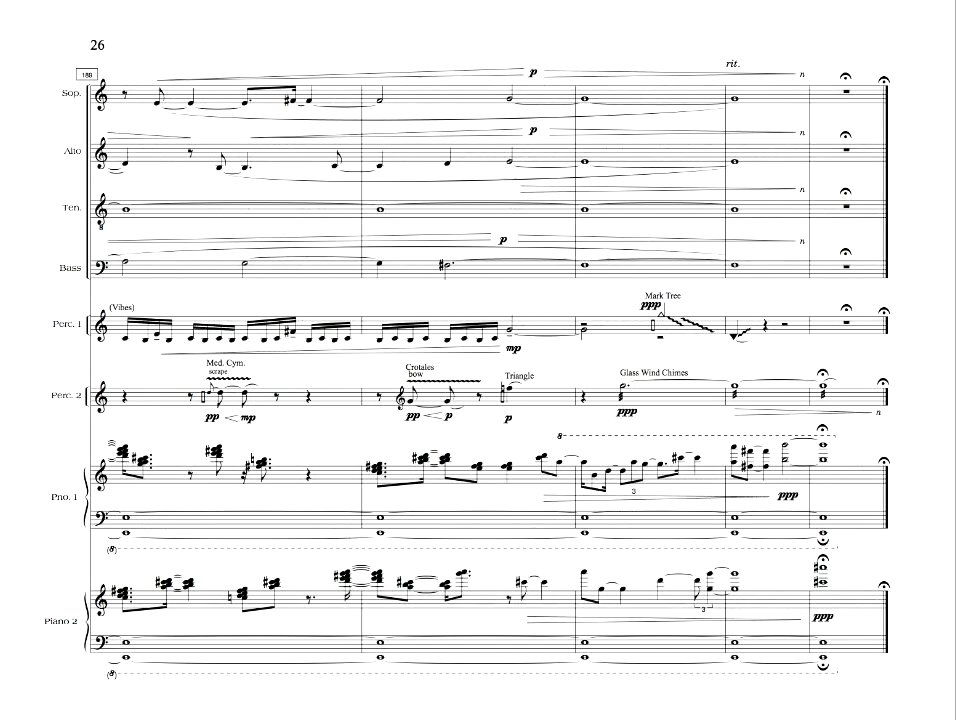 26
189
rit.
p
n
Sop.
p
n
Alto
n
Ten.
8
p
n
Bass
(Vibes)
Mark Tree
ppp
Perc. 1
mp
Med. Cym.
scrape
Crotales
bow
Triangle
Glass Wind Chimes
Perc. 2
pp
mp
pp
p
p
ppp
n
8
3
Pno. 1
ppp
(8)
3
Piano 2
ppp
(8)